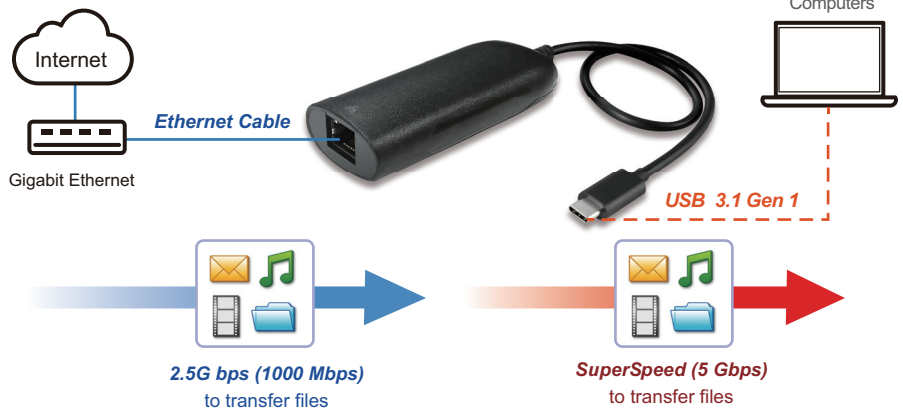 Computers
Internet
Ethernet Cable
Gigabit Ethernet
USB 3.1 Gen 1
2.5G bps (1000 Mbps)
to transfer files
SuperSpeed (5 Gbps)
to transfer files